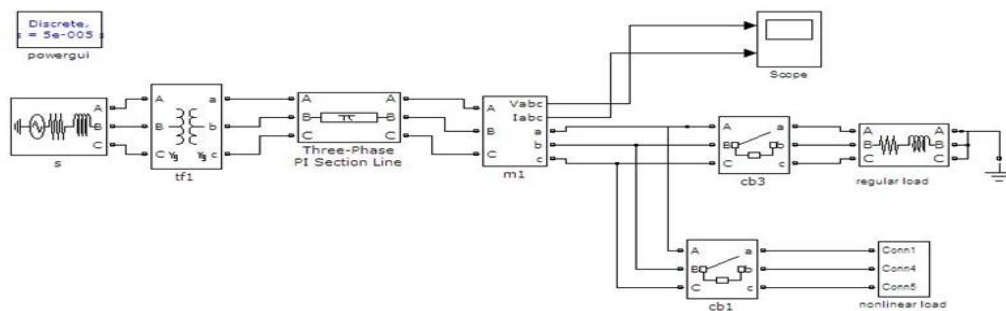 Discrete,
= 5e-005
powergui
Scope
A
B
C
s
A
B
C
a
b
c
Yg
Yg
tf1
A
B
C
A
B
C
Three-Phase
PI Section Line
A
B
C
Vabc
Iabc
a
b
c
m1
A
B
C
a
b
c
cb3
A
B
C
A
B
C
regular load
A
B
C
a
b
c
cb1
Conn1
Conn4
Conn5
nonlinear load